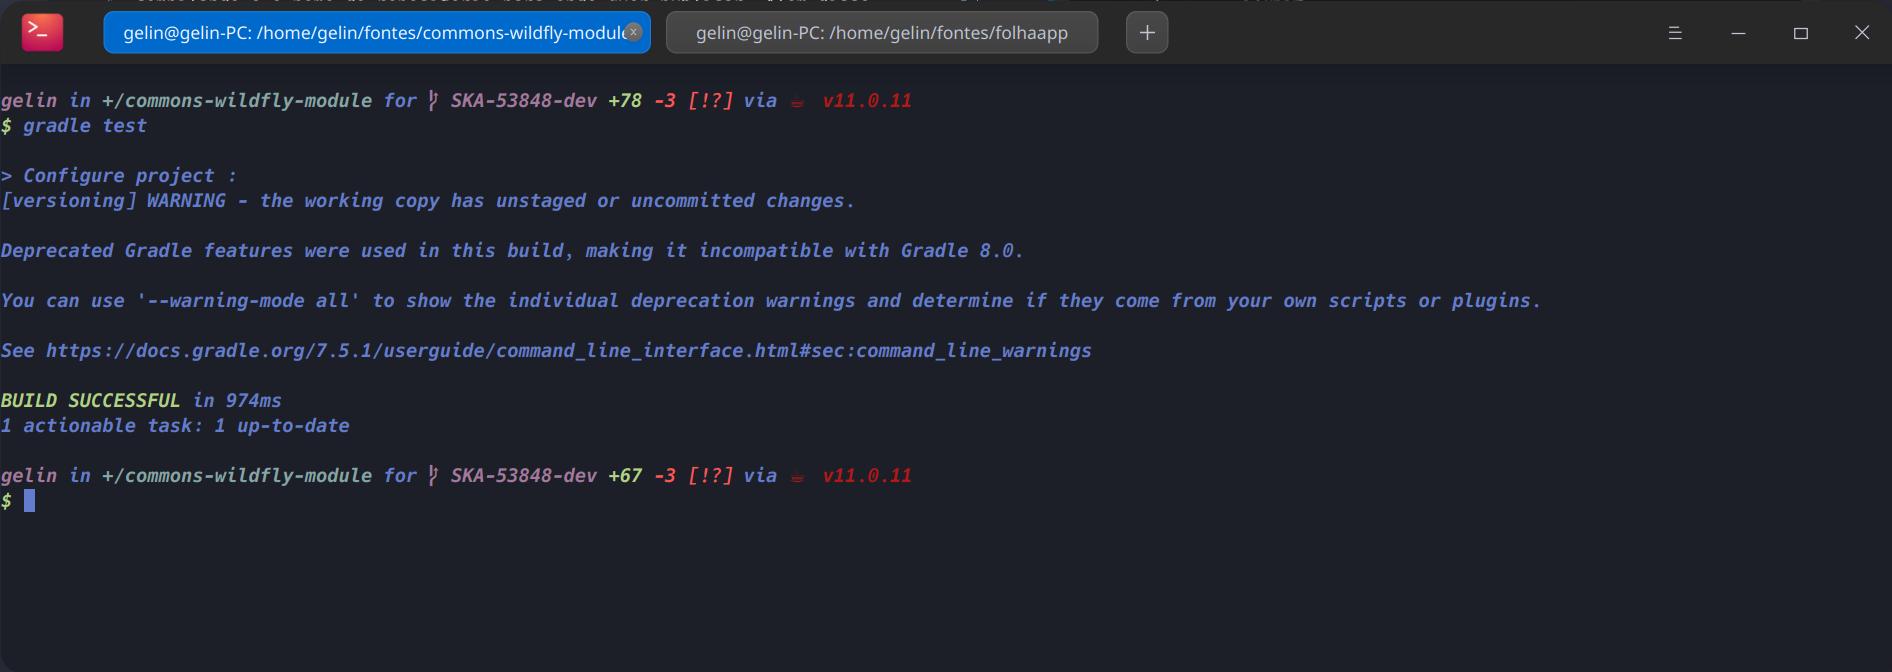 gelin@gelin-PC: /home/gelin/fontes/commons-wildfly-module
gelin@gelin-PC: /home/gelin/fontes/folhaapp
gelin in +/commons-wildfly-module for SKA-53848-dev +78 -3 [!?] via v11.0.11
$ gradle test
> Configure project :
[versioning] WARNING - the working copy has unstaged or uncommitted changes.
Deprecated Gradle features were used in this build, making it incompatible with Gradle 8.0.
You can use '--warning-mode all' to show the individual deprecation warnings and determine if they come from your own scripts or plugins.
See https://docs.gradle.org/7.5.1/userguide/command_line_interface.html#sec:command_line_warnings
BUILD SUCCESSFUL in 974ms
1 actionable task: 1 up-to-date
gelin in +/commons-wildfly-module for SKA-53848-dev +67 -3 [!?] via v11.0.11
$